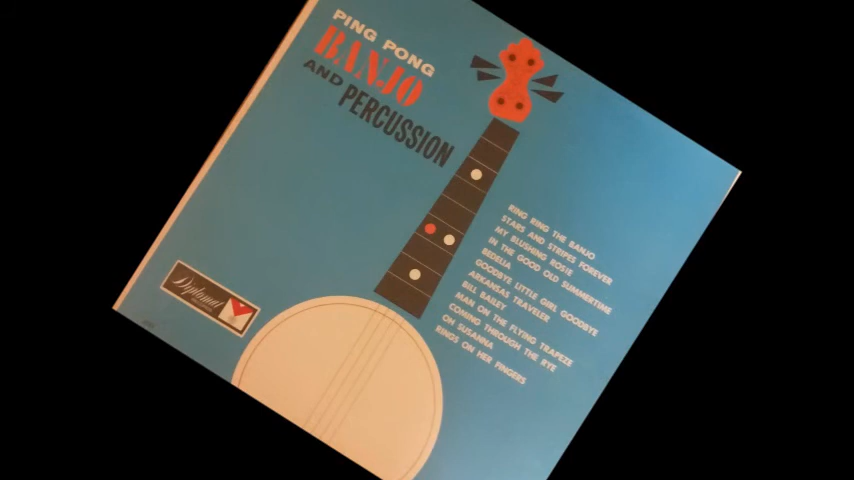 PING PONG
BANJO
AND PERCUSSION
RING RING THE BANJO
STARS AND STRIPES FOREVER
MY BLUSHING ROSIE
IN THE GOOD OLD SUMMERTIME
BEDELIA
GOODBYE LITTLE GIRL GOODBYE
ARKANSAS TRAVELER
BILL BAILEY
MAN ON THE FLYING TRAPEZE
COMING THROUGH THE RYE
OH SUSANNA
RINGS ON HER FINGERS
Diplomat